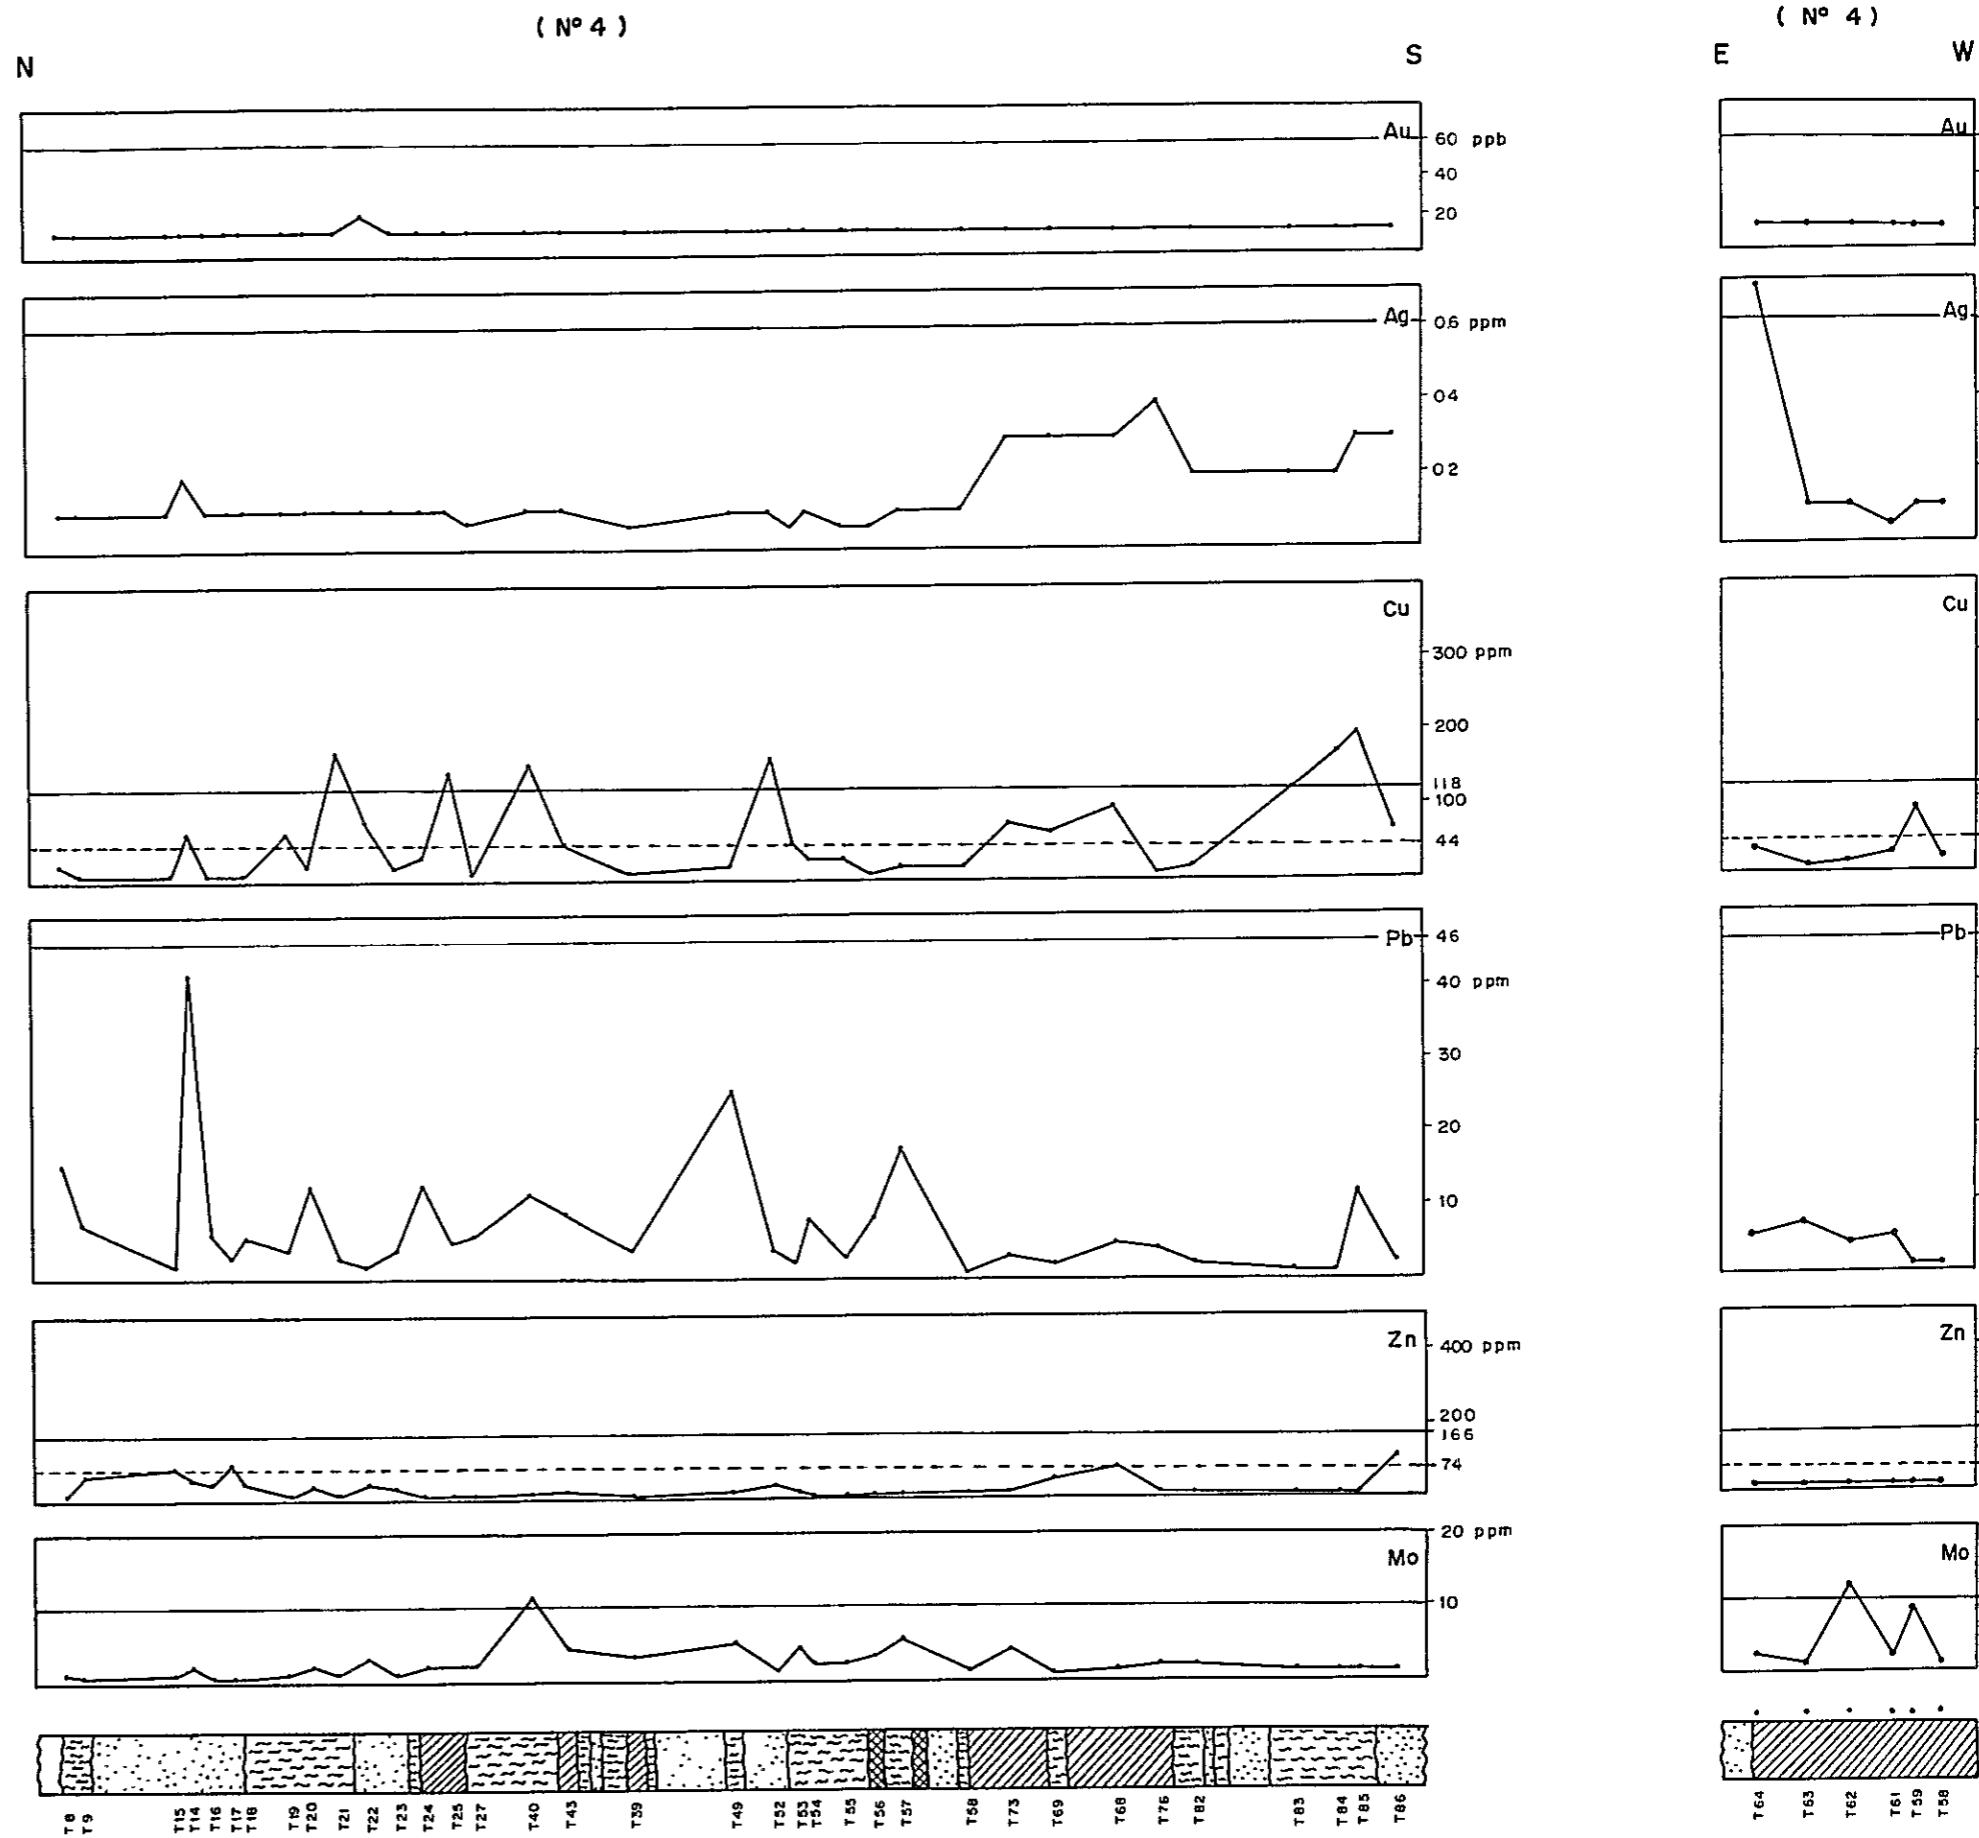 ( Nº 4 )
( Nº 4 )
N
S
E
W
Au
60 ppb
40
20
Au
Ag
06 ppm
04
02
Ag
Cu
300 ppm
200
118
100
44
Cu
Pb
46
40 ppm
30
20
10
Pb
Zn
400 ppm
200
166
74
Zn
Mo
20 ppm
10
Mo
T8
T9
T15
T14
T16
T17
T18
T19
T20
T21
T22
T23
T24
T25
T27
T40
T43
T39
T49
T52
T53
T54
T55
T56
T57
T58
T73
T69
T68
T76
T82
T83
T84
T85
T86
T64
T63
T62
T61
T59
T58